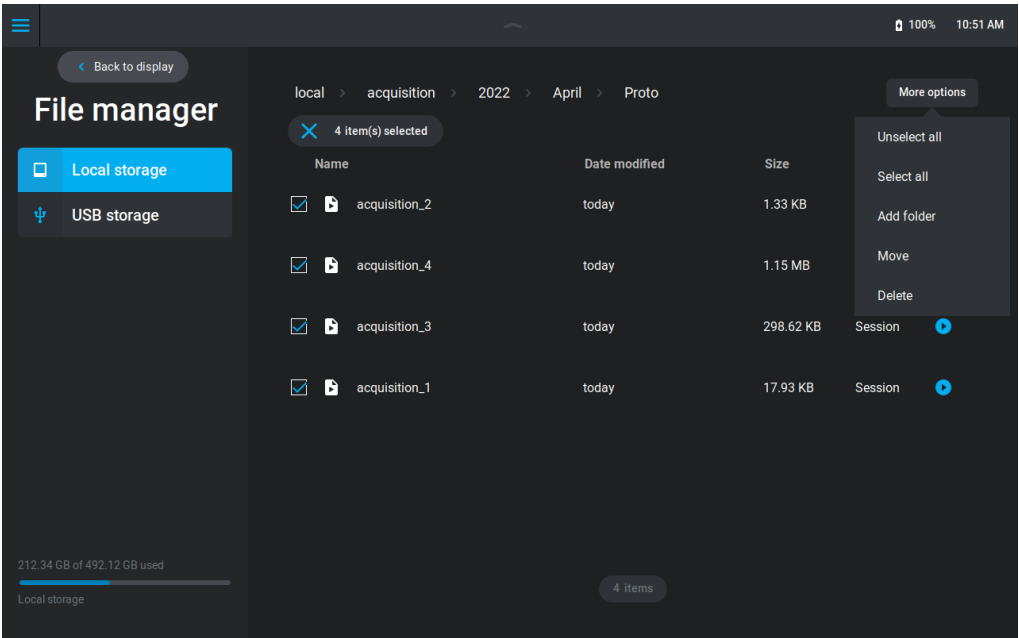 100% 10:51 AM
Back to display
File manager
Local storage
USB storage
212.34 GB of 492.12 GB used
Local storage
local > acquisition > 2022 > April > Proto
More options
4 item(s) selected
Unselect all
Select all
Add folder
Move
Delete
Name Date modified Size
acquisition_2 today 1.33 KB
acquisition_4 today 1.15 MB
acquisition_3 today 298.62 KB Session
acquisition_1 today 17.93 KB Session
4 items